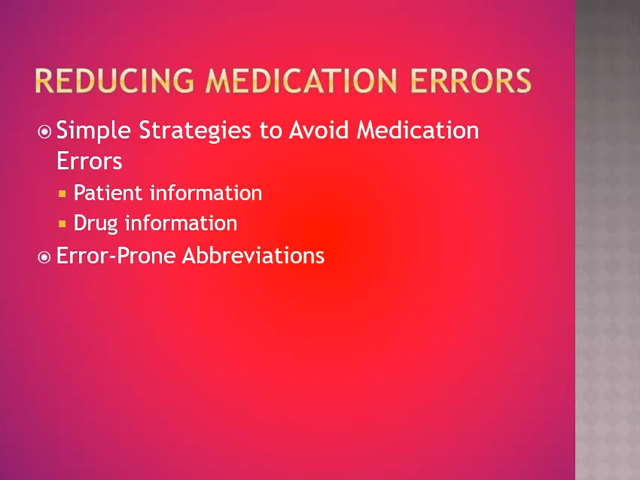 REDUCING MEDICATION ERRORS
Simple Strategies to Avoid Medication
Errors
Patient information
Drug information
Error-Prone Abbreviations